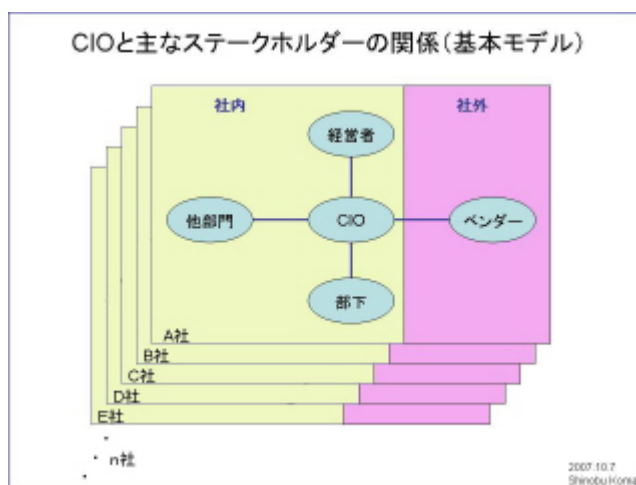 CIOと主なステークホルダーの関係(基本モデル)
社内
社外
経営者
他部門
CIO
ベンダー
部下
A社
B社
C社
D社
E社
n社
2007.10.7
Shinobu